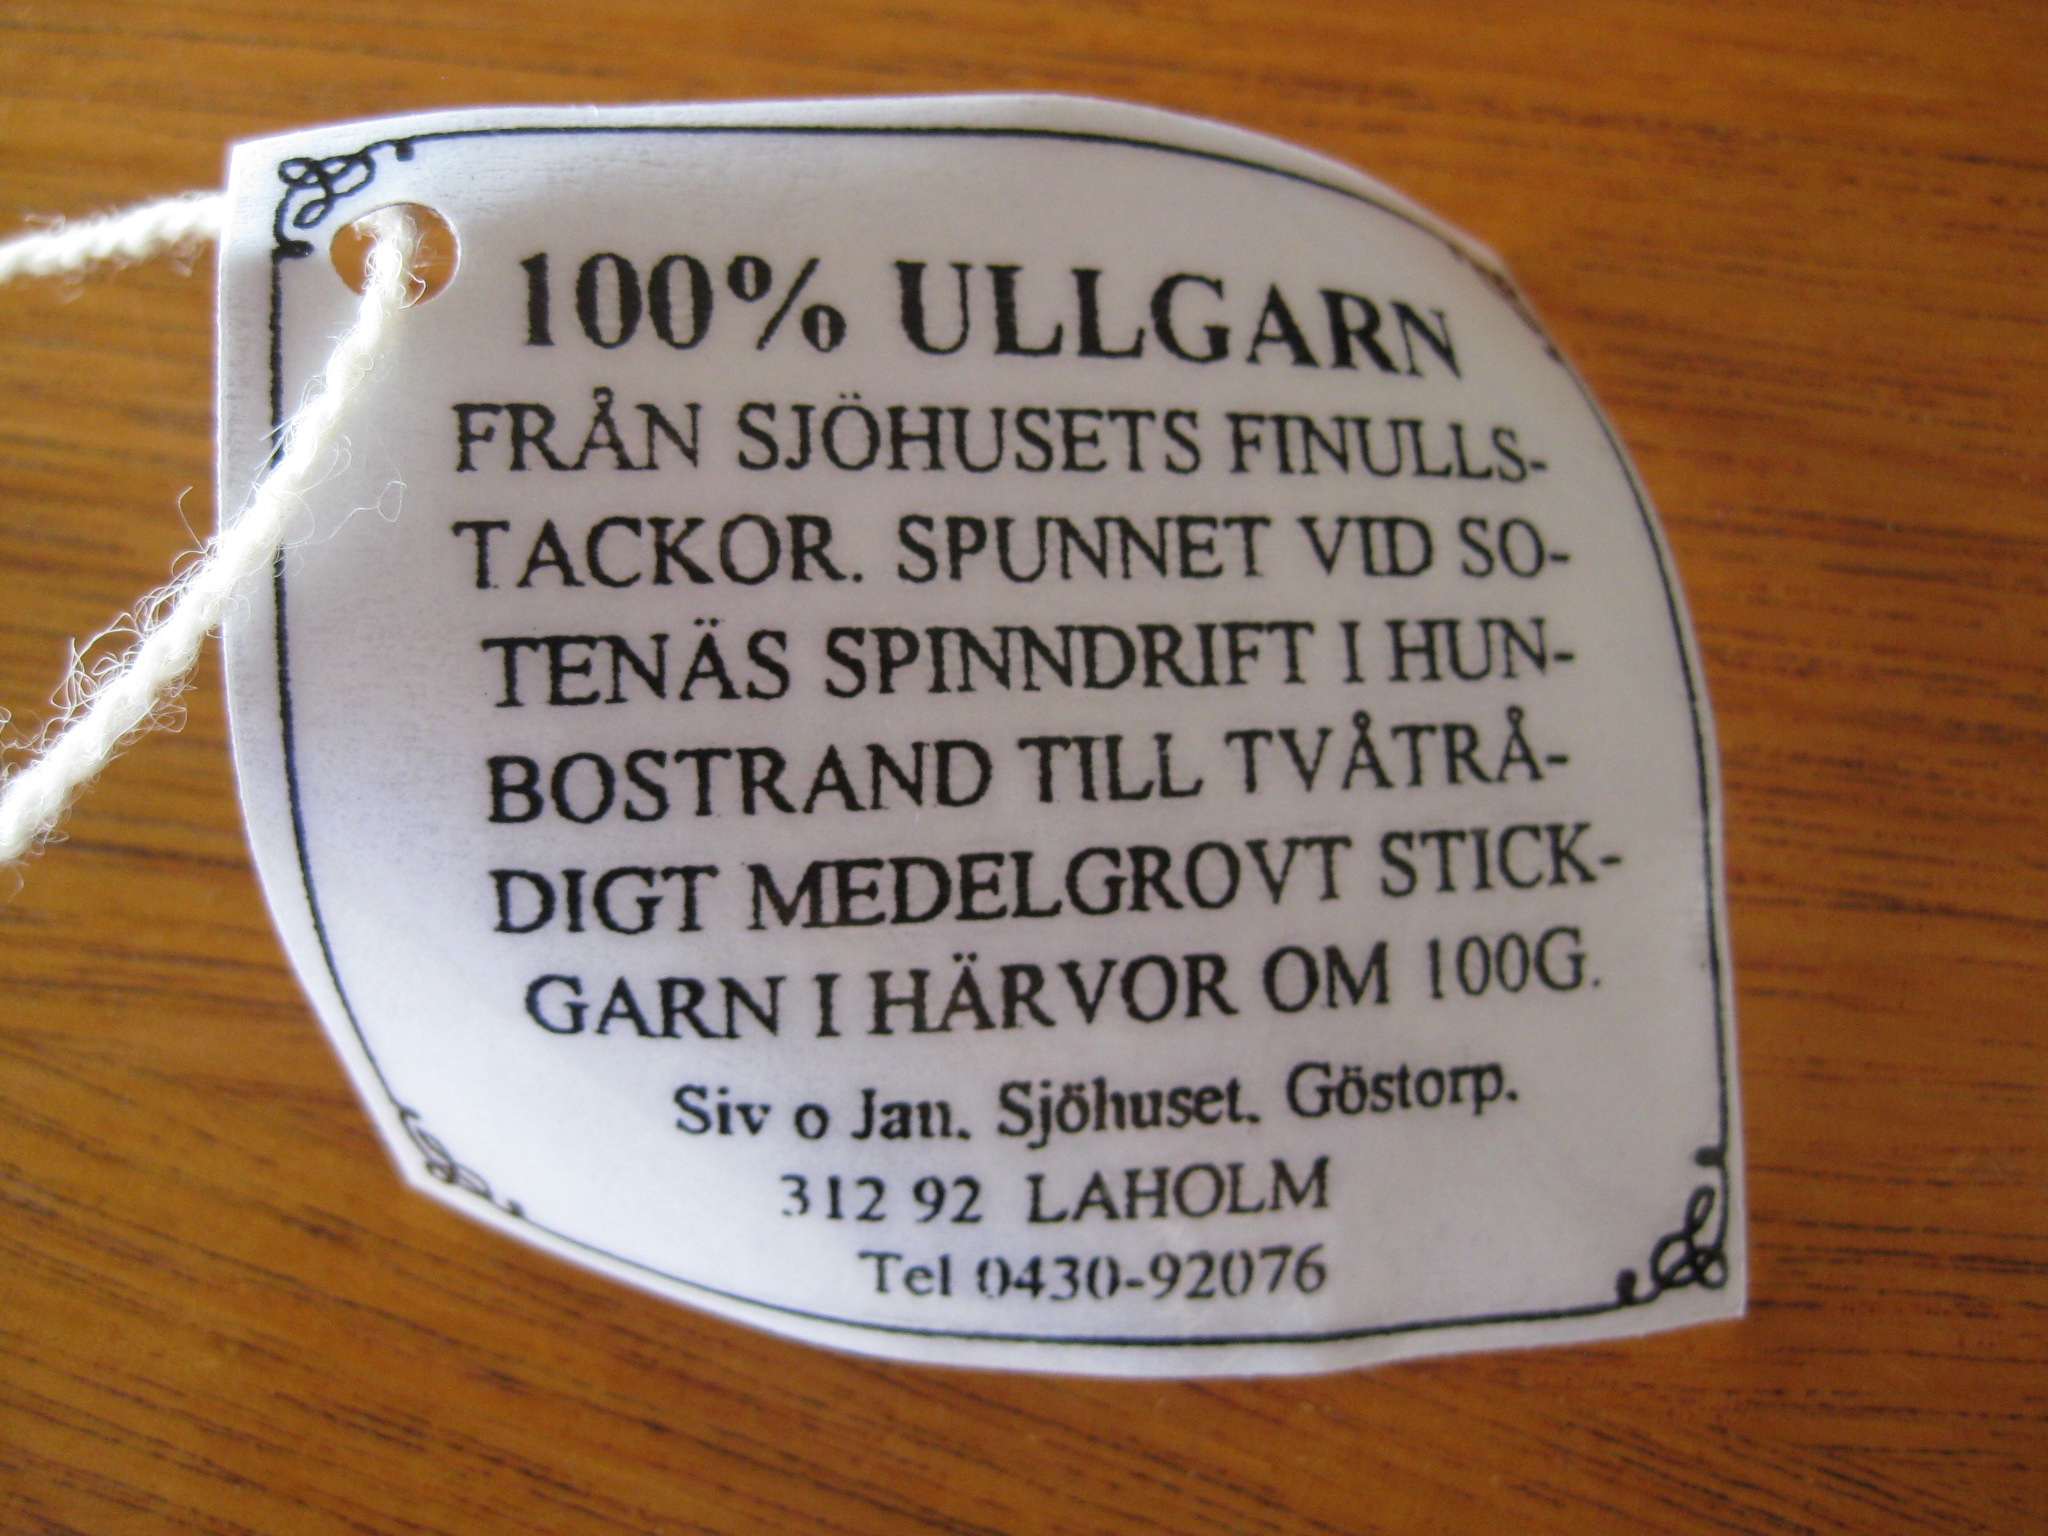 100% ULLGARN
FRÅN SJÖHUSETS FINULLS-
TACKOR. SPUNNET VID SO-
TENÄS SPINNDRIFT I HUN-
BOSTRAND TILL TVÅTRÅ-
DIGT MEDELGROVT STICK-
GARN I HÄRVOR OM 100G.
Siv o Jan. Sjöhuset. Göstorp.
312 92 LAHOLM
Tel 0430-92076